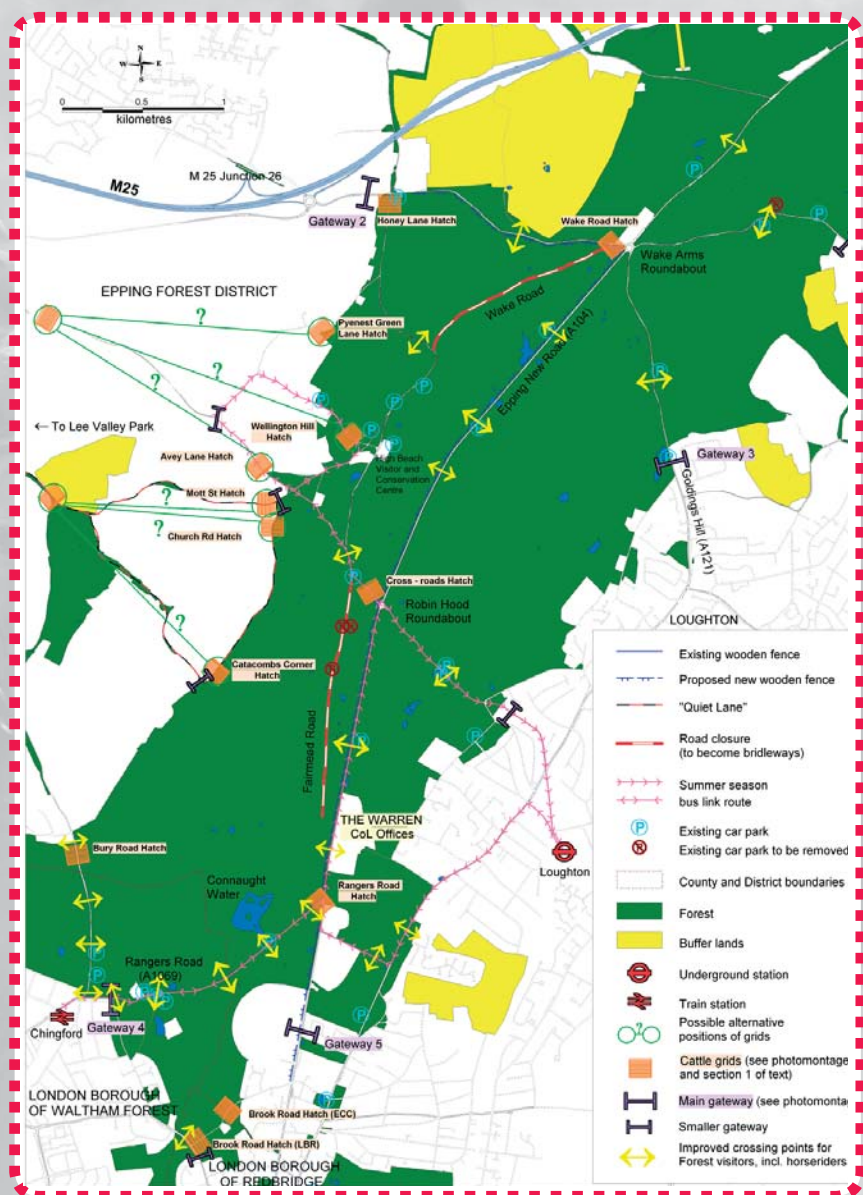 N
W E
S
0 0.5 1
kilometres
M25
M 25 Junction 26
Gateway 2
Honey Lane Hatch
Wake Road Hatch
Wake Arms
Roundabout
EPPING FOREST DISTRICT
Wake Road
?
Pyenest Green
Lane Hatch
Epping New Road (A104)
?
?
← To Lee Valley Park
Wellington Hill
Hatch
High Beach
Visitor and
Conservation
Centre
Gateway 3
Avey Lane Hatch
Goldings Hill (A121)
Mott St Hatch
?
?
Church Rd Hatch
Cross - roads Hatch
Robin Hood
Roundabout
?
Catacombs Corner
Hatch
Fairmead Road
LOUGHTON
THE WARREN
CoL Offices
Loughton
Bury Road Hatch
Rangers Road
Hatch
Connaught
Water
Rangers Road
(A1069)
Chingford
Gateway 4
Gateway 5
LONDON BOROUGH
OF WALTHAM FOREST
Brook Road Hatch (ECC)
Brook Road Hatch (LBR)
LONDON BOROUGH
OF REDBRIDGE
Existing wooden fence
Proposed new wooden fence
"Quiet Lane"
Road closure
(to become bridleways)
Summer season
bus link route
P Existing car park
Existing car park to be removed
County and District boundaries
Forest
Buffer lands
Underground station
Train station
? Possible alternative
positions of grids
Cattle grids (see photomontage
and section 1 of text)
Main gateway (see photomonta
Smaller gateway
Improved crossing points for
Forest visitors, incl. horseriders